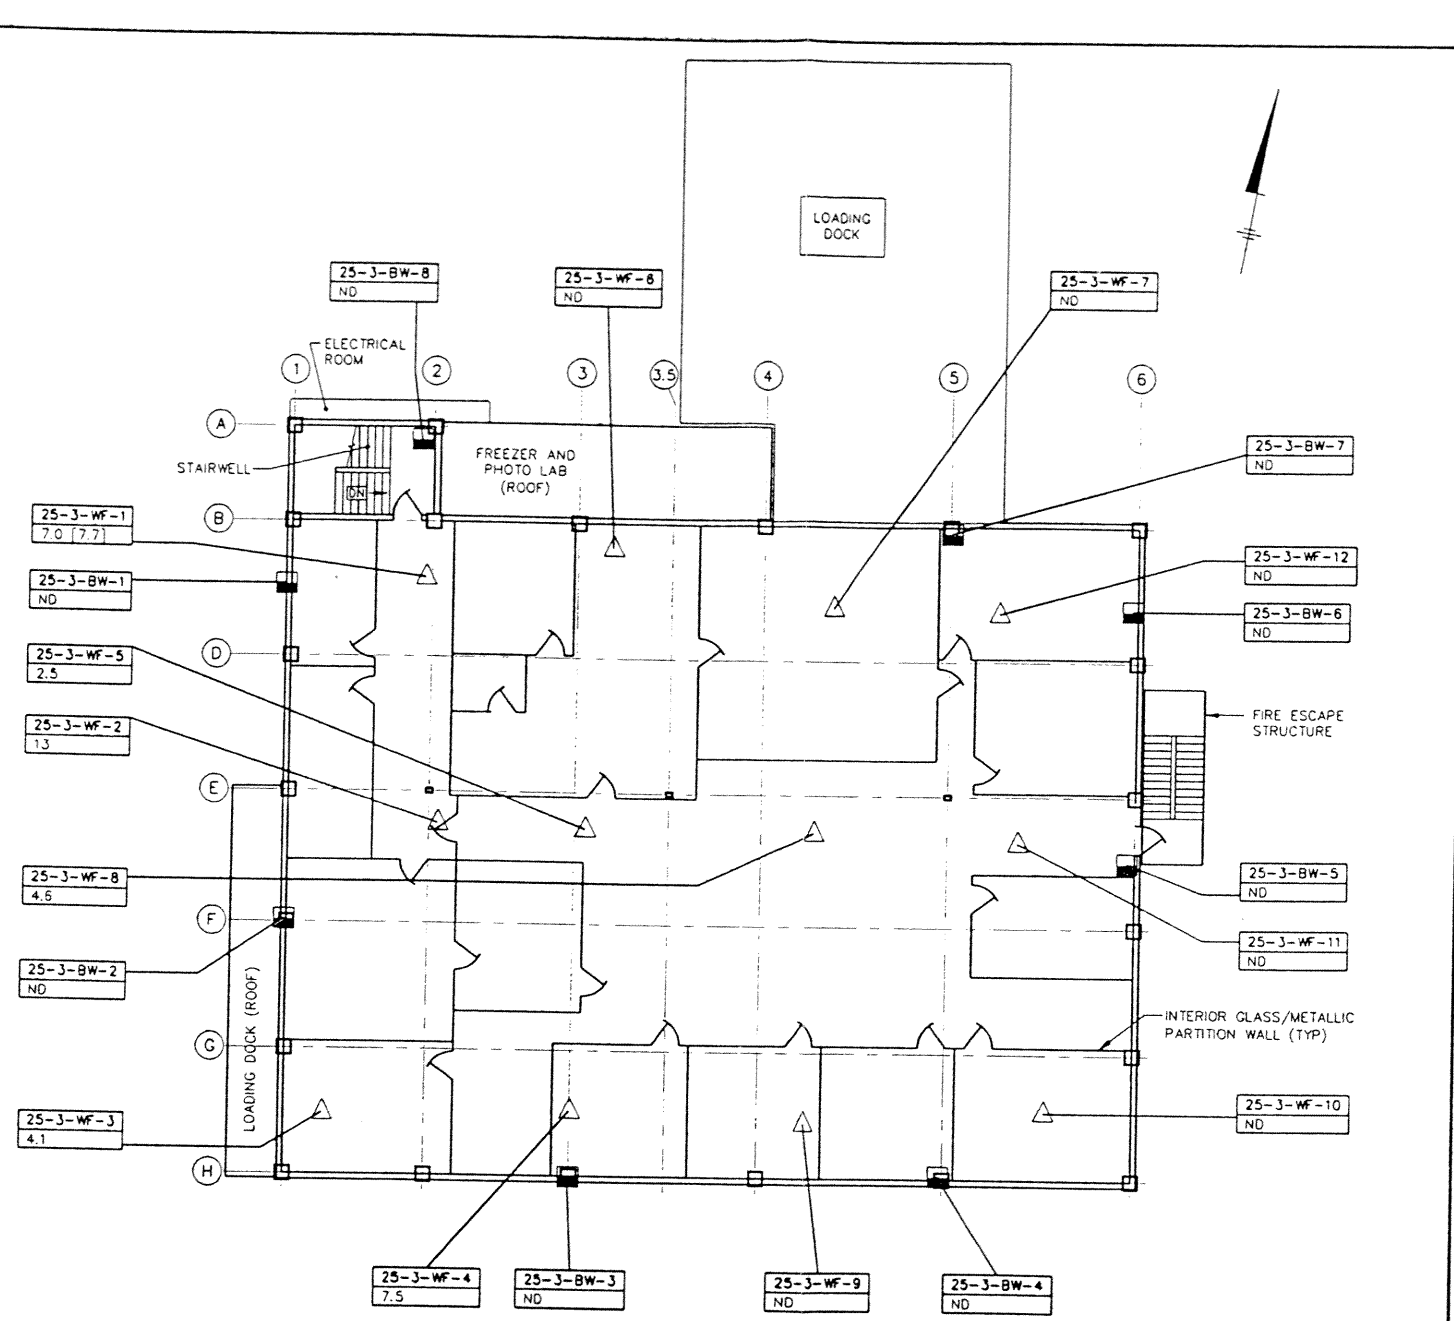 LOADING
DOCK
25-3-BW-8
ND
25-3-WF-6
ND
25-3-WF-7
ND
ELECTRICAL
ROOM
1
2
3
3.5
4
5
6
A
STAIRWELL
DN
FREEZER AND
PHOTO LAB
(ROOF)
25-3-BW-7
ND
25-3-WF-1
7.0 [7.7]
B
25-3-WF-12
ND
25-3-BW-1
ND
25-3-BW-6
ND
25-3-WF-5
2.5
D
25-3-WF-2
13
FIRE ESCAPE
STRUCTURE
E
25-3-WF-8
4.6
25-3-BW-5
ND
F
25-3-WF-11
ND
25-3-BW-2
ND
LOADING DOCK (ROOF)
G
INTERIOR GLASS/METALLIC
PARTITION WALL (TYP)
25-3-WF-3
4.1
25-3-WF-10
ND
H
25-3-WF-4
7.5
25-3-BW-3
ND
25-3-WF-9
ND
25-3-BW-4
ND